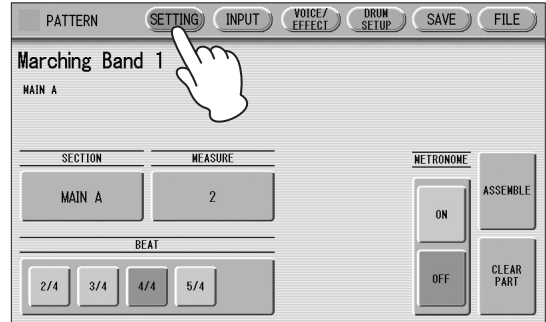 PATTERN SETTING INPUT VOICE/ EFFECT DRUM SETUP SAVE FILE
Marching Band 1
MAIN A
SECTION MEASURE METRONOME
MAIN A 2 ON ASSEMBLE
BEAT
2/4 3/4 4/4 5/4 OFF CLEAR PART